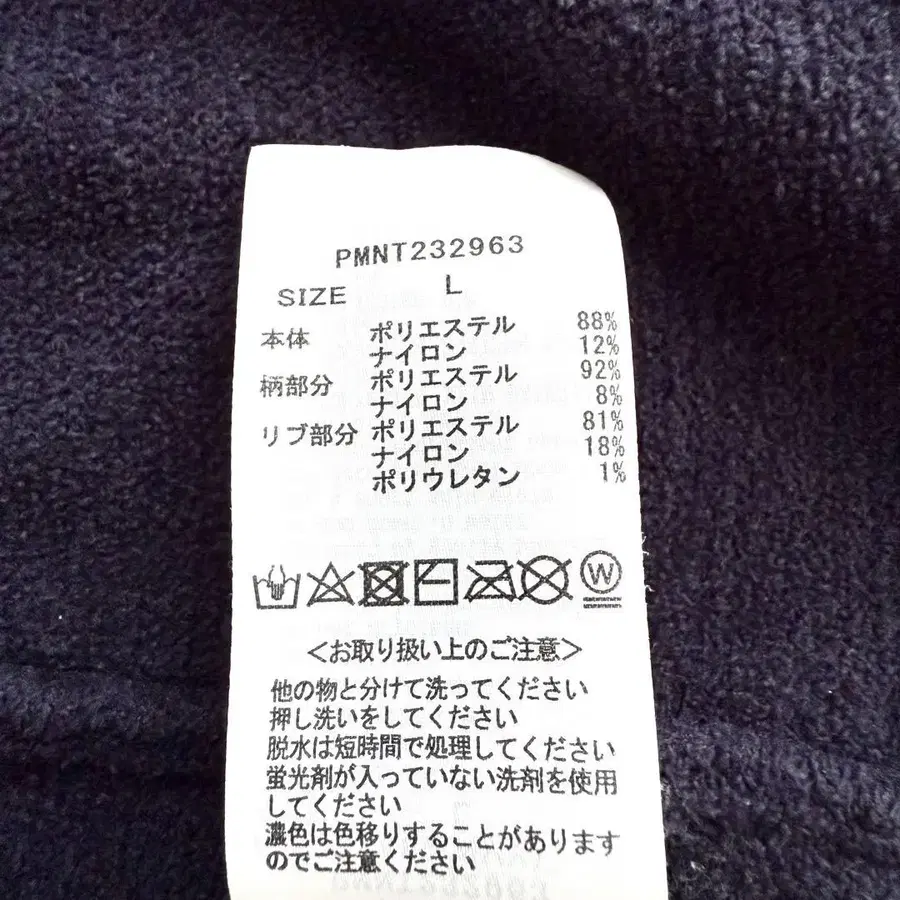 PMNT232963
SIZE L
本体 ポリエステル 88%
ナイロン 12%
柄部分 ポリエステル 92%
ナイロン 8%
リブ部分 ポリエステル 81%
ナイロン 18%
ポリウレタン 1%
W
<お取り扱い上のご注意>
他の物と分けて洗ってください
押し洗いをしてください
脱水は短時間で処理してください
蛍光剤が入っていない洗剤を使用
してください
濃色は色移りすることがあります
のでご注意ください